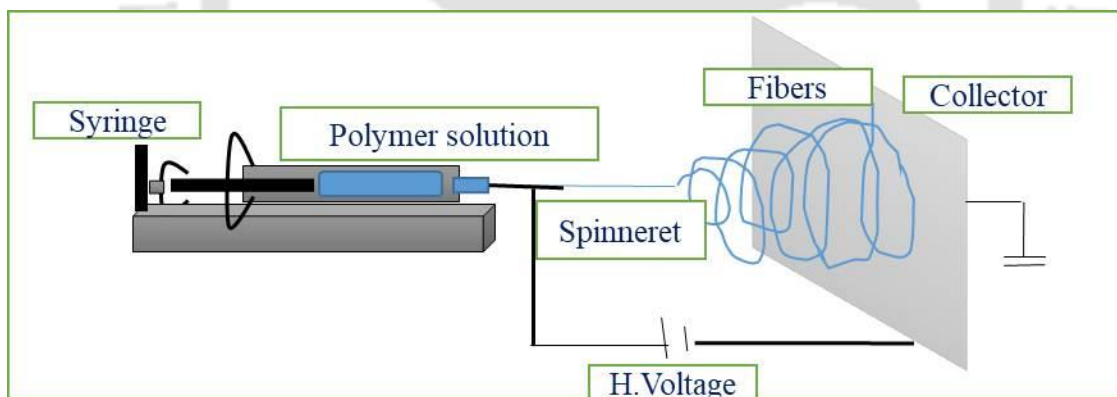 Syringe
Polymer solution
Fibers
Collector
Spinneret
H.Voltage